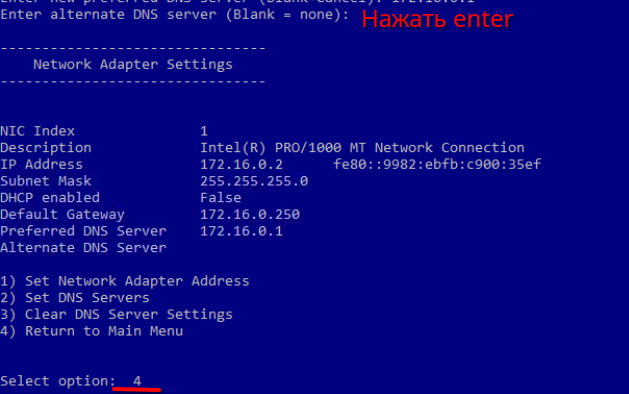 Enter new preferred DNS server (Blank=Cancel): 172.16.0.1
Enter alternate DNS server (Blank = none): Нажать enter
--------------------------------
Network Adapter Settings
--------------------------------
NIC Index 1
Description Intel(R) PRO/1000 MT Network Connection
IP Address 172.16.0.2 fe80::9982:ebfb:c900:35ef
Subnet Mask 255.255.255.0
DHCP enabled False
Default Gateway 172.16.0.250
Preferred DNS Server 172.16.0.1
Alternate DNS Server
1) Set Network Adapter Address
2) Set DNS Servers
3) Clear DNS Server Settings
4) Return to Main Menu
Select option: 4